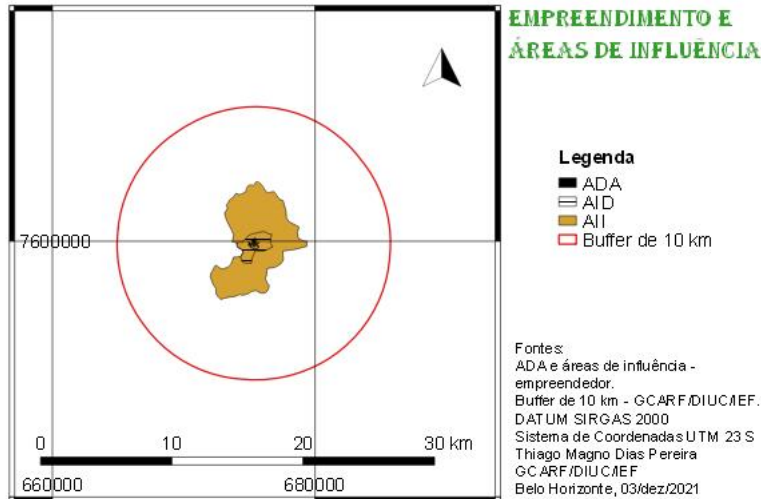 EMPREENDIMENTO E
ÁREAS DE INFLUÊNCIA
Legenda
ADA
AID
AII
Buffer de 10 km
7600000
0 10 20 30 km
660000 680000
Fontes:
ADA e áreas de influência -
empreendedor.
Buffer de 10 km - GCARF/DIUC/IEF.
DATUM SIRGAS 2000
Sistema de Coordenadas UTM 23 S
Thiago Magno Dias Pereira
GCARF/DIUC/IEF
Belo Horizonte, 03/dez/2021